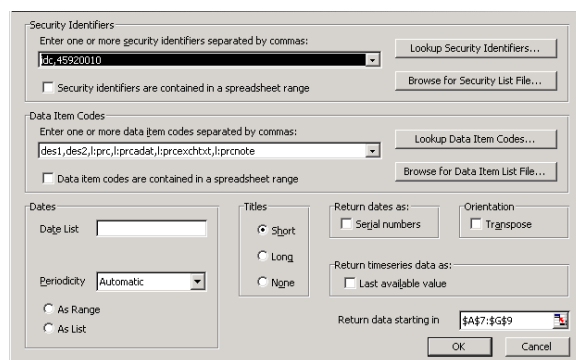 Security Identifiers
Enter one or more security identifiers separated by commas:
idc,45920010
Lookup Security Identifiers...
Security identifiers are contained in a spreadsheet range
Browse for Security List File...
Data Item Codes
Enter one or more data item codes separated by commas:
des1,des2,l:prc,l:prcadat,l:prcexchtxt,l:prcnote
Lookup Data Item Codes...
Data item codes are contained in a spreadsheet range
Browse for Data Item List File...
Dates
Date List
Periodicity Automatic
As Range
As List
Titles
Short
Long
None
Return dates as:
Serial numbers
Orientation
Transpose
Return timeseries data as:
Last available value
Return data starting in $A$7:$G$9
OK Cancel